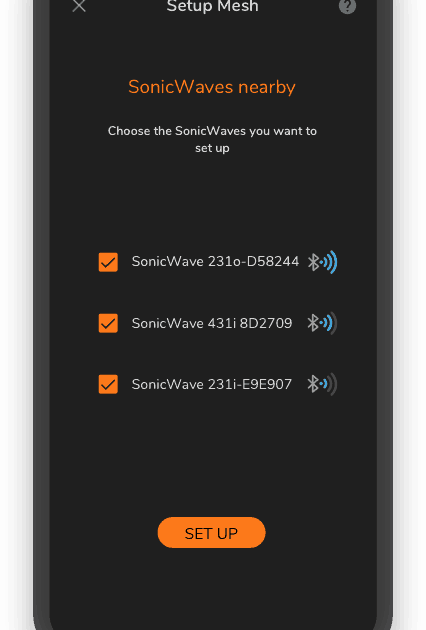 Setup Mesh
?
SonicWaves nearby
Choose the SonicWaves you want to
set up
SonicWave 231o-D58244
SonicWave 431i 8D2709
SonicWave 231i-E9E907
SET UP